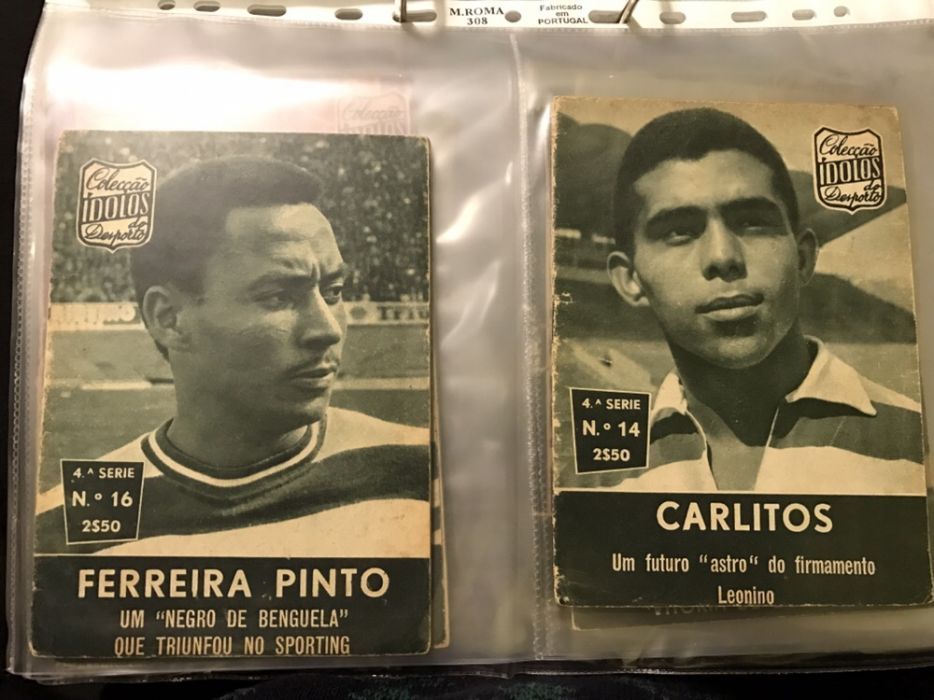 M.ROMA
308
Fabricado
em
PORTUGAL
Colecção
ÍDOLOS
do
Desporto
4.ª SERIE
N.º 16
2$50
FERREIRA PINTO
UM "NEGRO DE BENGUELA"
QUE TRIUNFOU NO SPORTING
Colecção
ÍDOLOS
do
Desporto
4.ª SERIE
N.º 14
2$50
CARLITOS
Um futuro "astro" do firmamento
Leonino